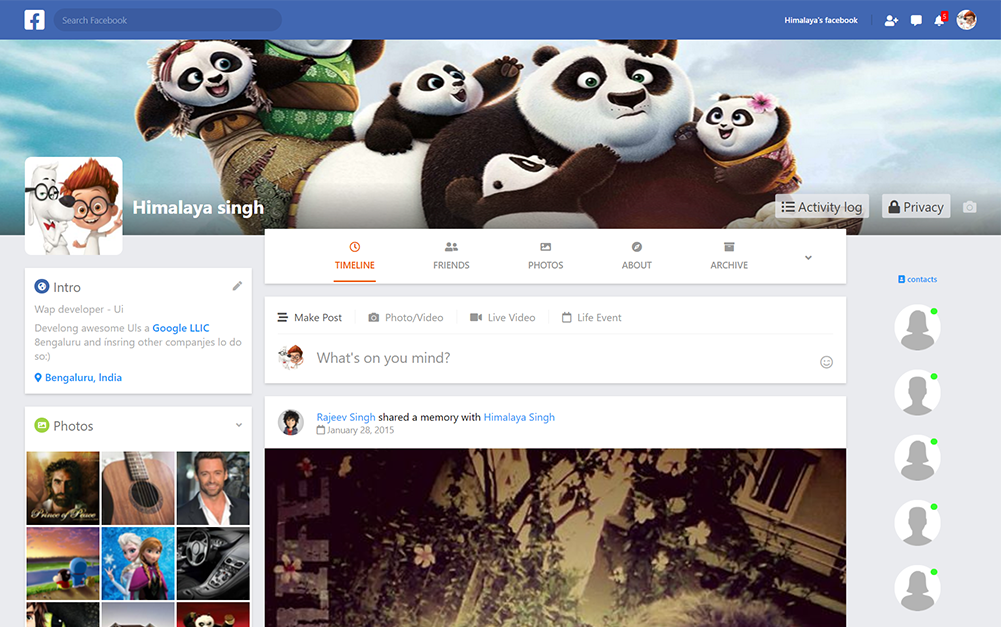 Search Facebook
Himalaya's facebook
5
Himalaya singh
Activity log
Privacy
TIMELINE
FRIENDS
PHOTOS
ABOUT
ARCHIVE
contacts
Intro
Wap developer - Ui
Develong awesome UIs a Google LLIC
8engaluru and ínsring other companjes lo do
so:)
Bengaluru, India
Make Post
Photo/Video
Live Video
Life Event
What's on you mind?
Photos
Prince of Peace
Rajeev Singh shared a memory with Himalaya Singh
January 28, 2015